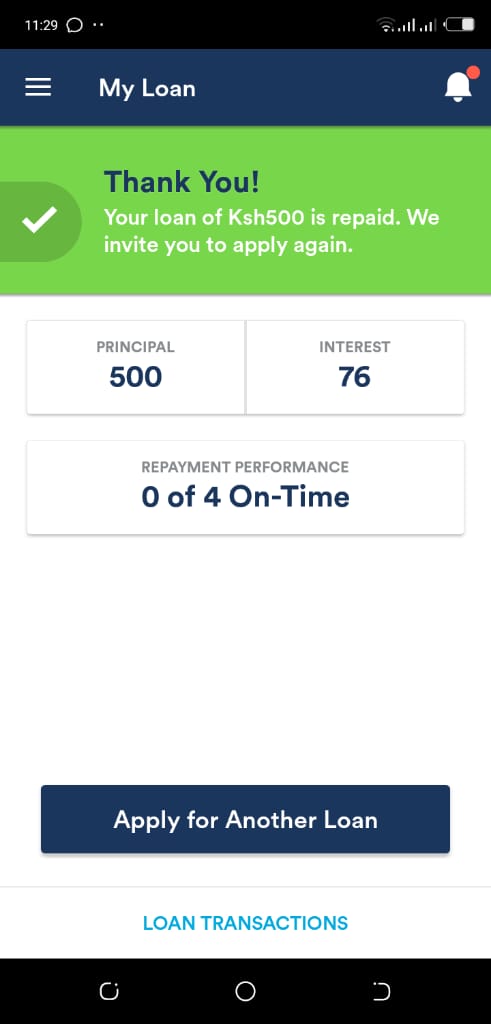 11:29
My Loan
Thank You!
Your loan of Ksh500 is repaid. We
invite you to apply again.
PRINCIPAL
500
INTEREST
76
REPAYMENT PERFORMANCE
0 of 4 On-Time
Apply for Another Loan
LOAN TRANSACTIONS